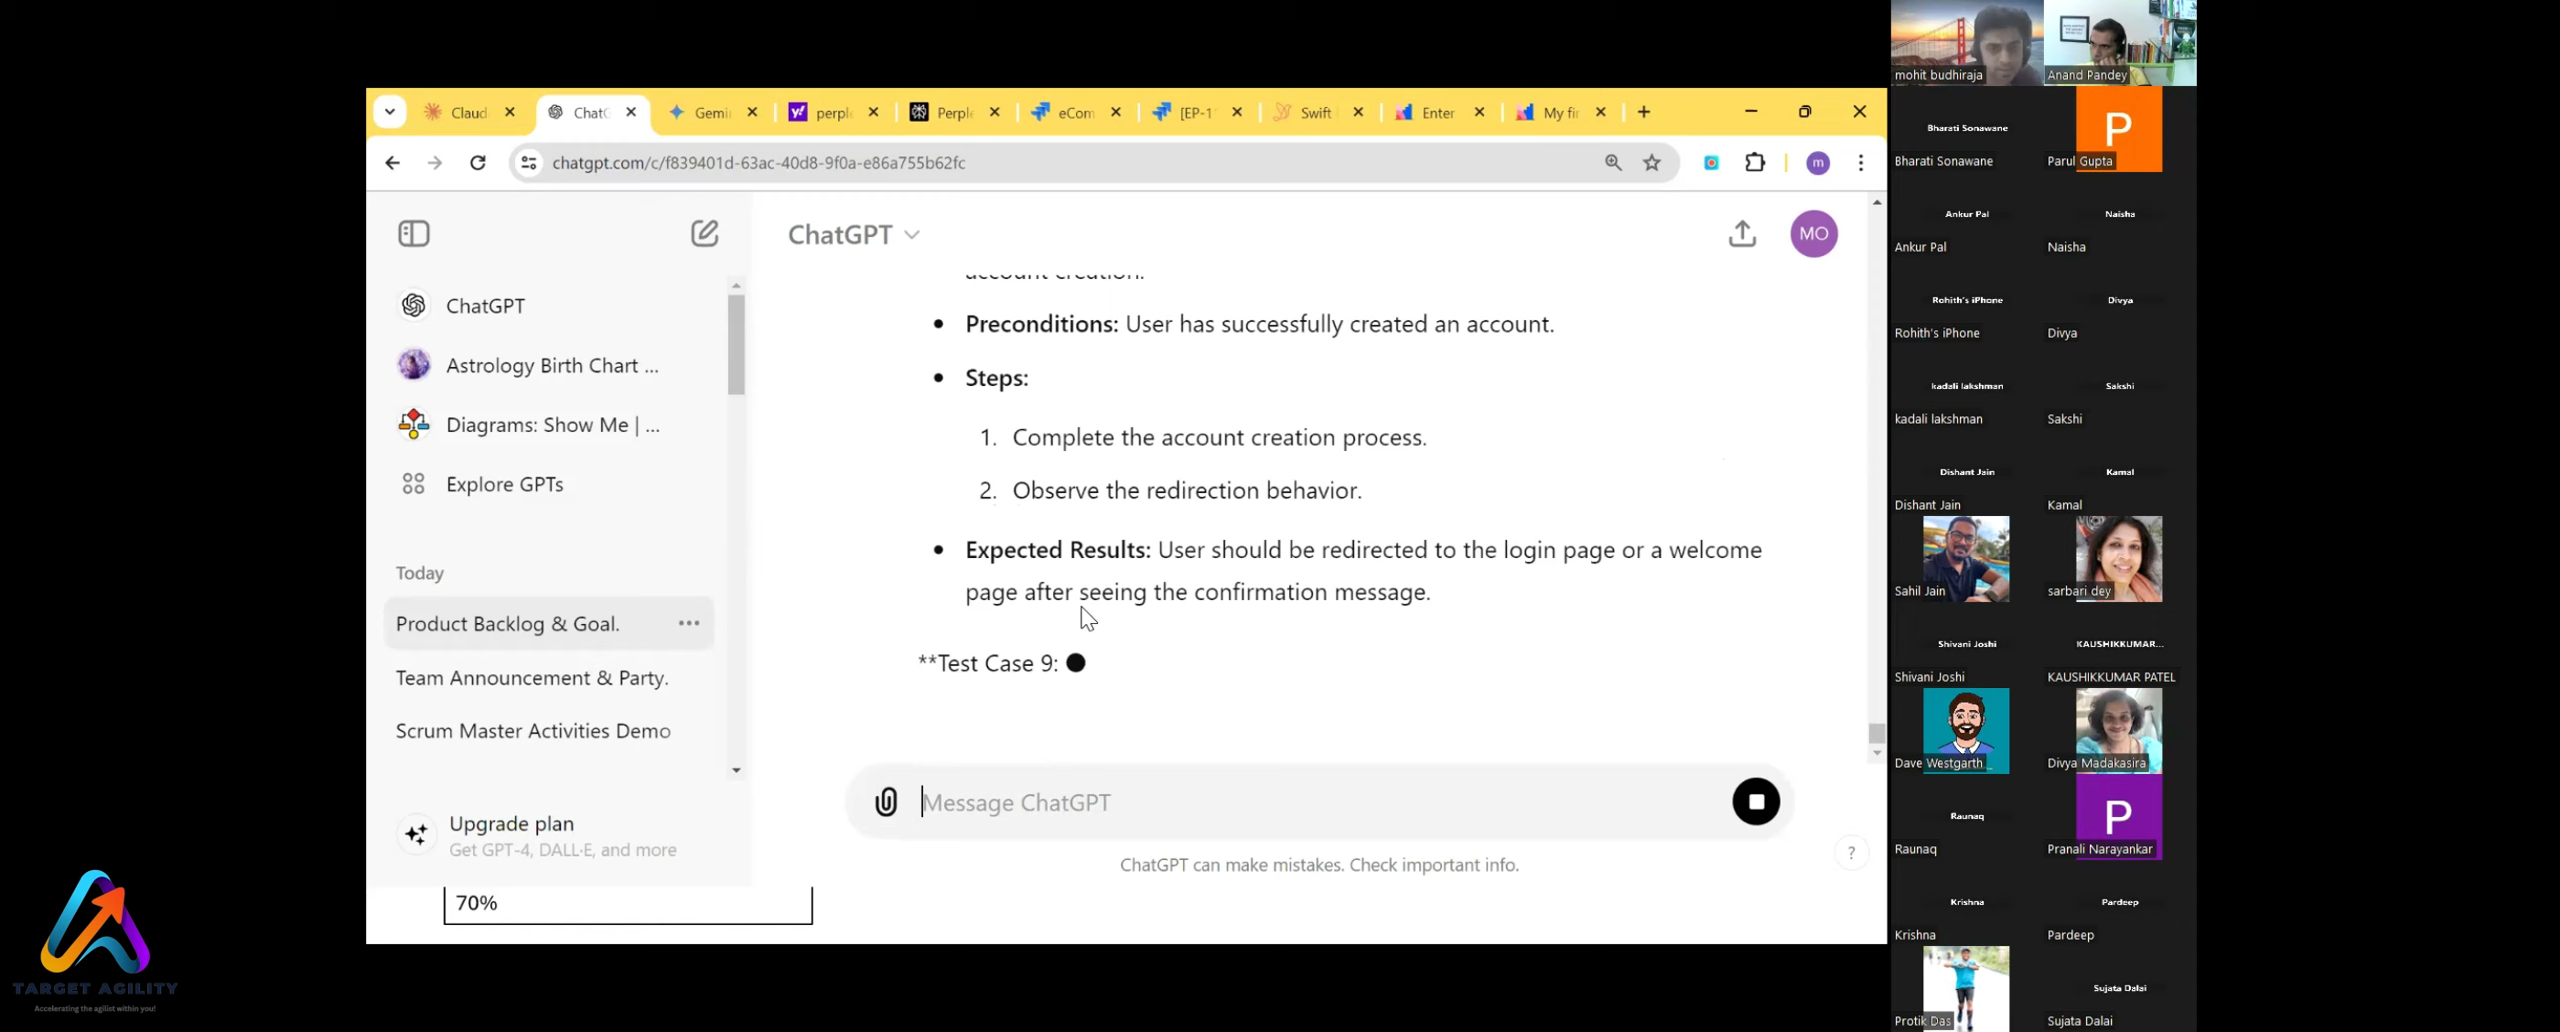 Claud
ChatG
Gemi
perple
Perple
eCom
[EP-1
Swift
Enter
My fir
chatgpt.com/c/f839401d-63ac-40d8-9f0a-e86a755b62fc
m
ChatGPT
Astrology Birth Chart ...
Diagrams: Show Me | ...
Explore GPTs
Today
Product Backlog & Goal.
Team Announcement & Party.
Scrum Master Activities Demo
Upgrade plan
Get GPT-4, DALL·E, and more
ChatGPT
MO
account creation.
Preconditions: User has successfully created an account.
Steps:
1. Complete the account creation process.
2. Observe the redirection behavior.
Expected Results: User should be redirected to the login page or a welcome
page after seeing the confirmation message.
**Test Case 9:
Message ChatGPT
ChatGPT can make mistakes. Check important info.
?
70%
TARGET AGILITY
Accelerating the agilist within you!
mohit budhiraja
Anand Pandey
Bharati Sonawane
Bharati Sonawane
P
Parul Gupta
Ankur Pal
Ankur Pal
Naisha
Naisha
Rohith's iPhone
Rohith's iPhone
Divya
Divya
kadali lakshman
kadali lakshman
Sakshi
Sakshi
Dishant Jain
Dishant Jain
Kamal
Kamal
Sahil Jain
sarbari dey
Shivani Joshi
Shivani Joshi
KAUSHIKKUMAR...
KAUSHIKKUMAR PATEL
Dave Westgarth _
Divya Madakasira
Raunaq
Raunaq
P
Pranali Narayankar
Krishna
Krishna
Pardeep
Pardeep
Protik Das
Sujata Dalai
Sujata Dalai